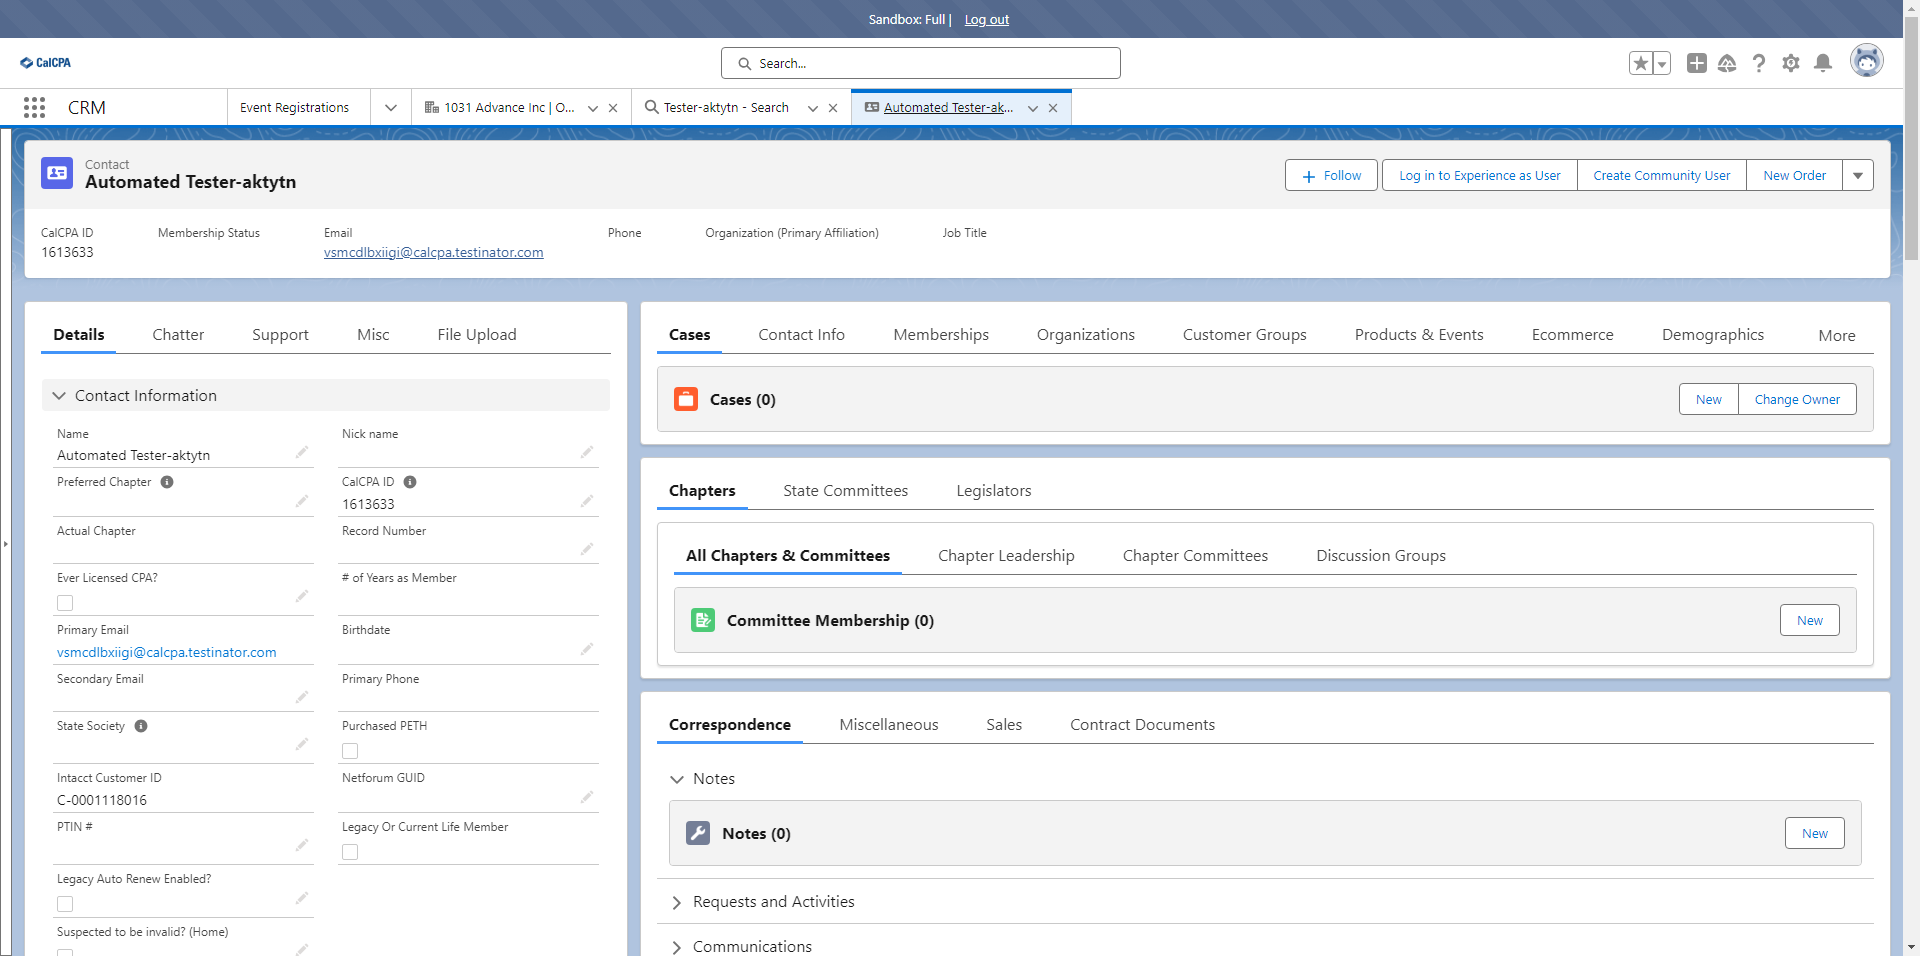 Sandbox: Full | Log out
CalCPA
Search...
CRM
Event Registrations
1031 Advance Inc | O...
Tester-aktytn - Search
Automated Tester-ak...
Contact
Automated Tester-aktytn
Follow
Log in to Experience as User
Create Community User
New Order
CalCPA ID
Membership Status
Email
Phone
Organization (Primary Affiliation)
Job Title
1613633
vsmcdlbxiigi@calcpa.testinator.com
Details
Chatter
Support
Misc
File Upload
Contact Information
Name
Automated Tester-aktytn
Nick name
Preferred Chapter
CalCPA ID
1613633
Actual Chapter
Record Number
Ever Licensed CPA?
# of Years as Member
Primary Email
vsmcdlbxiigi@calcpa.testinator.com
Birthdate
Secondary Email
Primary Phone
State Society
Purchased PETH
Intacct Customer ID
C-0001118016
Netforum GUID
PTIN #
Legacy Or Current Life Member
Legacy Auto Renew Enabled?
Suspected to be invalid? (Home)
Cases
Contact Info
Memberships
Organizations
Customer Groups
Products & Events
Ecommerce
Demographics
More
Cases (0)
New
Change Owner
Chapters
State Committees
Legislators
All Chapters & Committees
Chapter Leadership
Chapter Committees
Discussion Groups
Committee Membership (0)
New
Correspondence
Miscellaneous
Sales
Contract Documents
Notes
Notes (0)
New
Requests and Activities
Communications